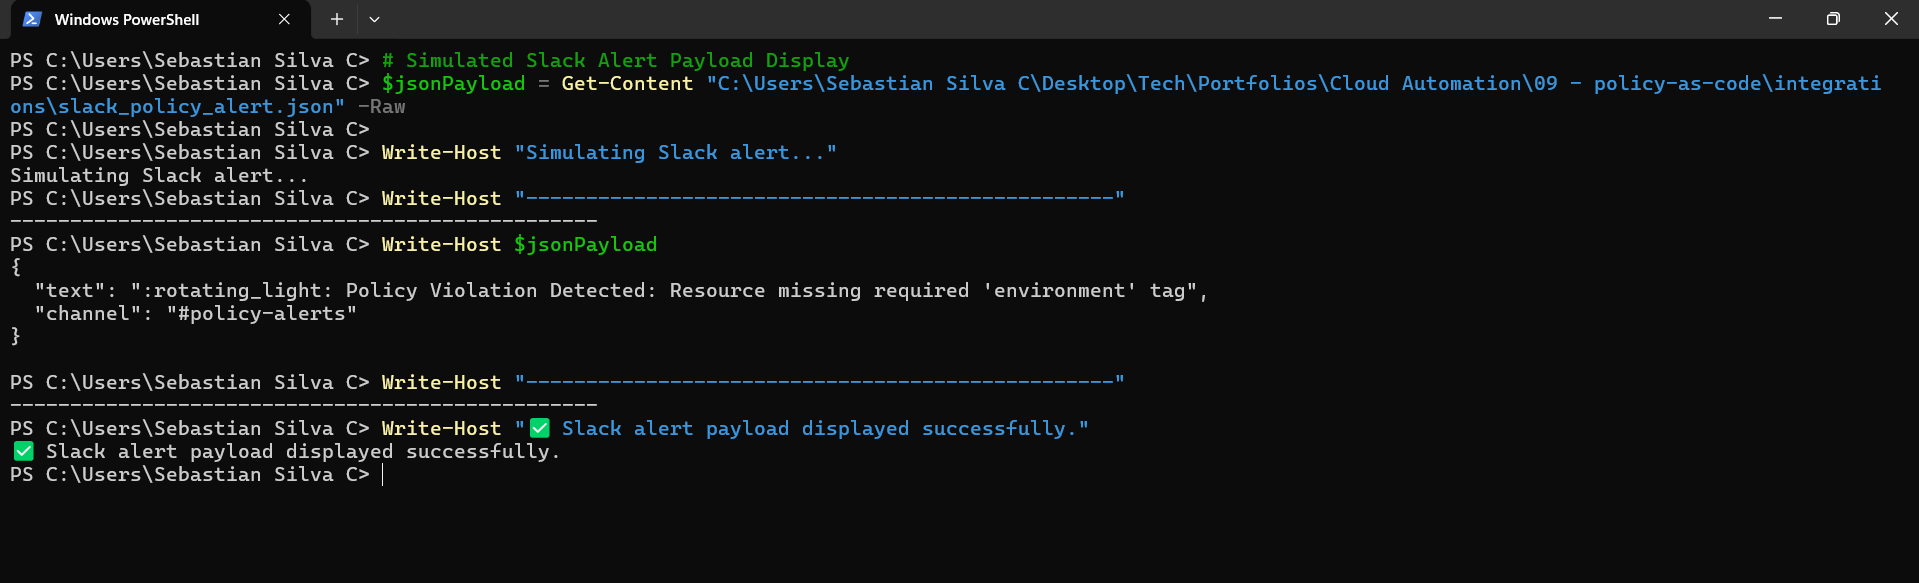 Windows PowerShell
PS C:\Users\Sebastian Silva C> # Simulated Slack Alert Payload Display
PS C:\Users\Sebastian Silva C> $jsonPayload = Get-Content "C:\Users\Sebastian Silva C\Desktop\Tech\Portfolios\Cloud Automation\09 - policy-as-code\integrati
ons\slack_policy_alert.json" -Raw
PS C:\Users\Sebastian Silva C>
PS C:\Users\Sebastian Silva C> Write-Host "Simulating Slack alert..."
Simulating Slack alert...
PS C:\Users\Sebastian Silva C> Write-Host "-------------------------------------------------"
-------------------------------------------------
PS C:\Users\Sebastian Silva C> Write-Host $jsonPayload
{
  "text": ":rotating_light: Policy Violation Detected: Resource missing required 'environment' tag",
  "channel": "#policy-alerts"
}
PS C:\Users\Sebastian Silva C> Write-Host "-------------------------------------------------"
-------------------------------------------------
PS C:\Users\Sebastian Silva C> Write-Host "✅ Slack alert payload displayed successfully."
✅ Slack alert payload displayed successfully.
PS C:\Users\Sebastian Silva C>